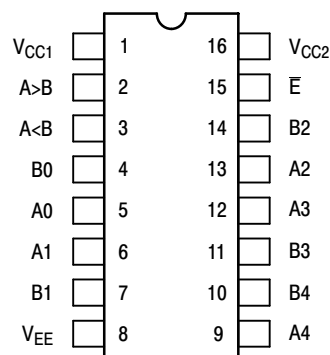 VCC1 1 16 VCC2
A>B 2 15 E̅
A<B 3 14 B2
B0 4 13 A2
A0 5 12 A3
A1 6 11 B3
B1 7 10 B4
VEE 8 9 A4